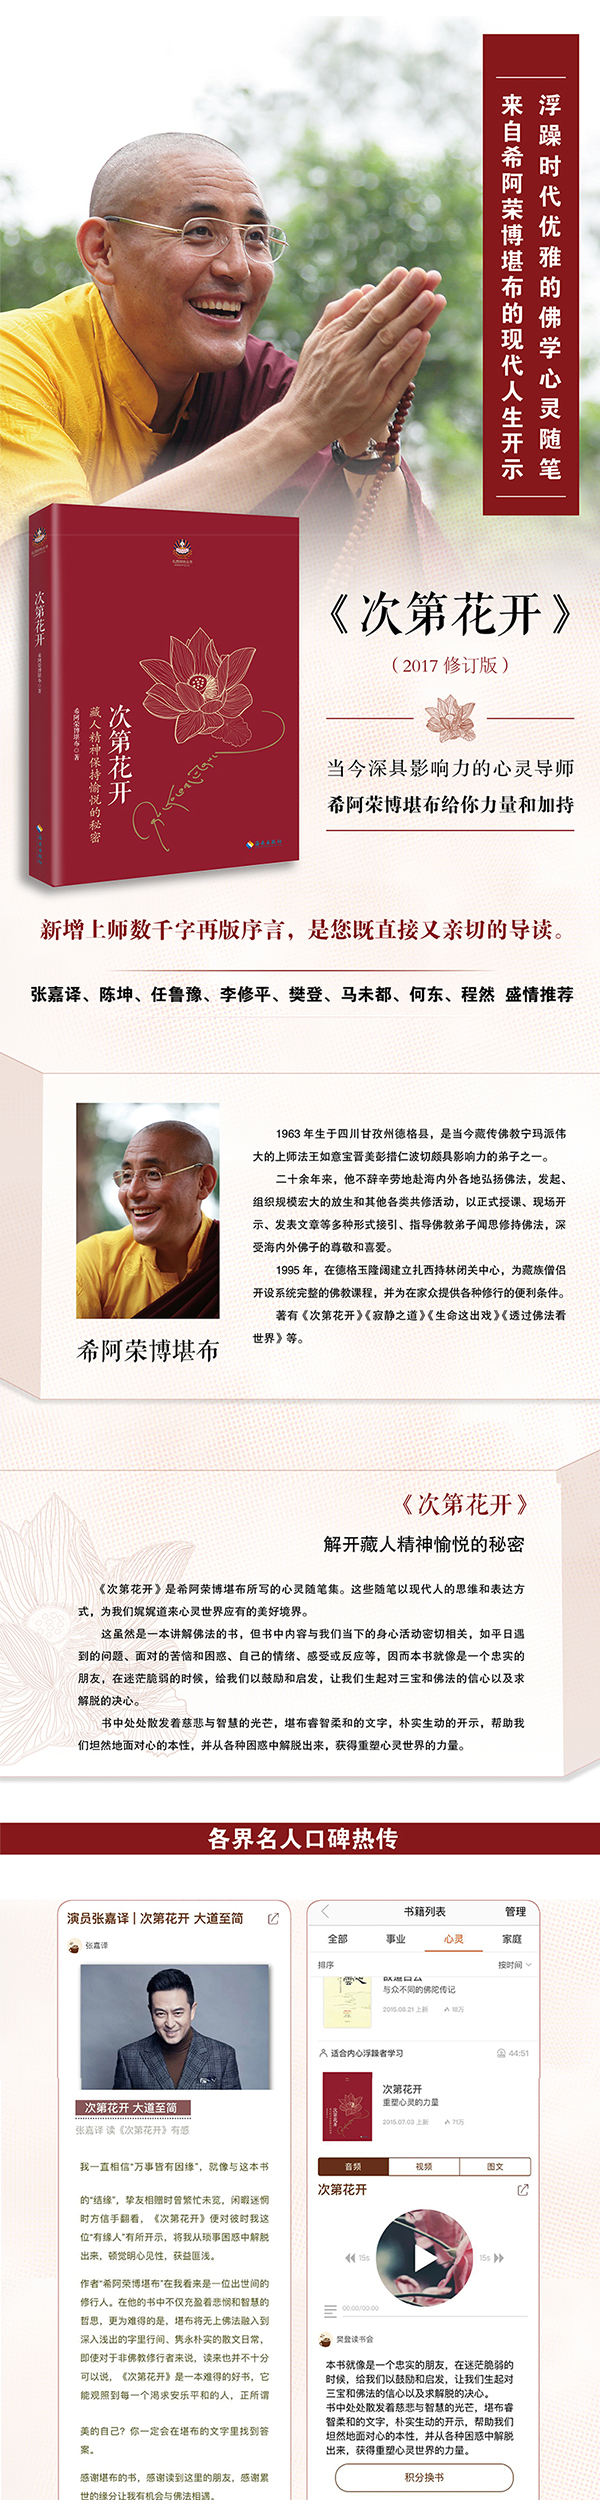 浮躁时代优雅的佛学心灵随笔
来自希阿荣博堪布的现代人生开示
次第花开
希阿荣博堪布 著
次第花开
希阿荣博堪布 著
藏人精神保持愉悦的秘密
《次第花开》
（2017 修订版）
当今深具影响力的心灵导师
希阿荣博堪布给你力量和加持
新增上师数千字再版序言，是您既直接又亲切的导读。
张嘉译、陈坤、任鲁豫、李修平、樊登、马未都、何东、程然 盛情推荐
1963 年生于四川甘孜州德格县，是当今藏传佛教宁玛派伟
大的上师法王如意宝晋美彭措仁波切颇具影响力的弟子之一。
二十余年来，他不辞辛劳地赴海内外各地弘扬佛法，发起、
组织规模宏大的放生和其他各类共修活动，以正式授课、现场开
示、发表文章等多种形式接引、指导佛教弟子闻思修持佛法，深
受海内外佛子的尊敬和喜爱。
1995 年，在德格玉隆阔建立扎西持林闭关中心，为藏族僧侣
开设系统完整的佛教课程，并为在家众提供各种修行的便利条件。
著有《次第花开》《寂静之道》《生命这出戏》《透过佛法看
世界》等。
希阿荣博堪布
《次第花开》
解开藏人精神愉悦的秘密
《次第花开》是希阿荣博堪布所写的心灵随笔集。这些随笔以现代人的思维和表达方
式，为我们娓娓道来心灵世界应有的美好境界。
这虽然是一本讲解佛法的书，但书中内容与我们当下的身心活动密切相关，如平日遇
到的问题、面对的苦恼和困惑、自己的情绪、感受或反应等，因而本书就像是一个忠实的
朋友，在迷茫脆弱的时候，给我们以鼓励和启发，让我们生起对三宝和佛法的信心以及求
解脱的决心。
书中处处散发着慈悲与智慧的光芒，堪布睿智柔和的文字，朴实生动的开示，帮助我
们坦然地面对心的本性，并从各种困惑中解脱出来，获得重塑心灵世界的力量。
各界名人口碑热传
演员张嘉译 | 次第花开 大道至简
张嘉译
次第花开 大道至简
张嘉译 读《次第花开》有感
我一直相信“万事皆有因缘”，就像与这本书
的“结缘”，挚友相赠时曾繁忙未览，闲暇迷惘
时方信手翻看，《次第花开》便对彼时我这
位“有缘人”有所开示，将我从琐事困惑中解脱
出来，顿觉明心见性，获益匪浅。
作者“希阿荣博堪布”在我看来是一位出世间的
修行人。在他的书中不仅充盈着悲悯和智慧的
哲思，更为难得的是，堪布将无上佛法融入到
深入浅出的字里行间、隽永朴实的散文日常，
即使对于非佛教修行者来说，读来也并不十分
可以说，《次第花开》是一本难得的好书，它
能观照到每一个渴求安乐平和的人，正所谓
美的自己？你一定会在堪布的文字里找到答
案。
感谢堪布的书，感谢读到这里的朋友，感谢累
世的缘分让我有机会与佛法相遇。
书籍列表
管理
全部
事业
心灵
家庭
排序
按时间
与众不同的佛陀传记
2015.08.21 上新
18万
适合内心浮躁者学习
44:51
次第花开
重塑心灵的力量
2015.07.03 上新
71万
音频
视频
图文
次第花开
15s
15s
00:00/00:00
樊登读书会
本书就像是一个忠实的朋友，在迷茫脆弱的
时候，给我们以鼓励和启发，让我们生起对
三宝和佛法的信心以及求解脱的决心。
书中处处散发着慈悲与智慧的光芒，堪布睿
智柔和的文字，朴实生动的开示，帮助我们
坦然地面对心的本性，并从各种困惑中解脱
出来，获得重塑心灵世界的力量。
积分换书